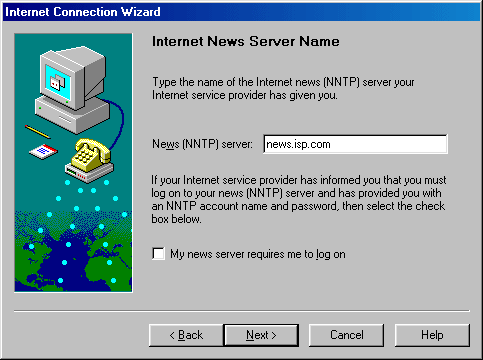 Internet Connection Wizard
Internet News Server Name
Type the name of the Internet news (NNTP) server your
Internet service provider has given you.
News (NNTP) server: news.isp.com
If your Internet service provider has informed you that you must
log on to your news (NNTP) server and has provided you with
an NNTP account name and password, then select the check
box below.
My news server requires me to log on
< Back Next > Cancel Help